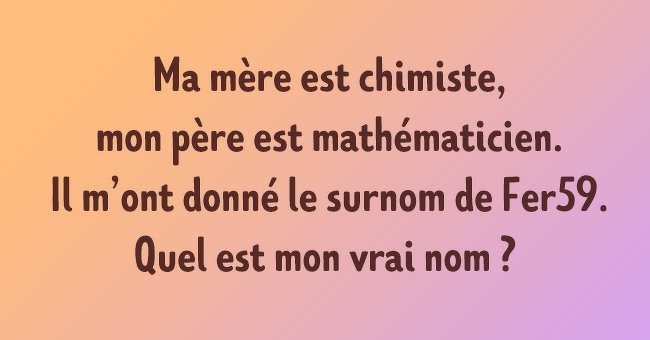 Ma mère est chimiste,
mon père est mathématicien.
Il m’ont donné le surnom de Fer59.
Quel est mon vrai nom ?